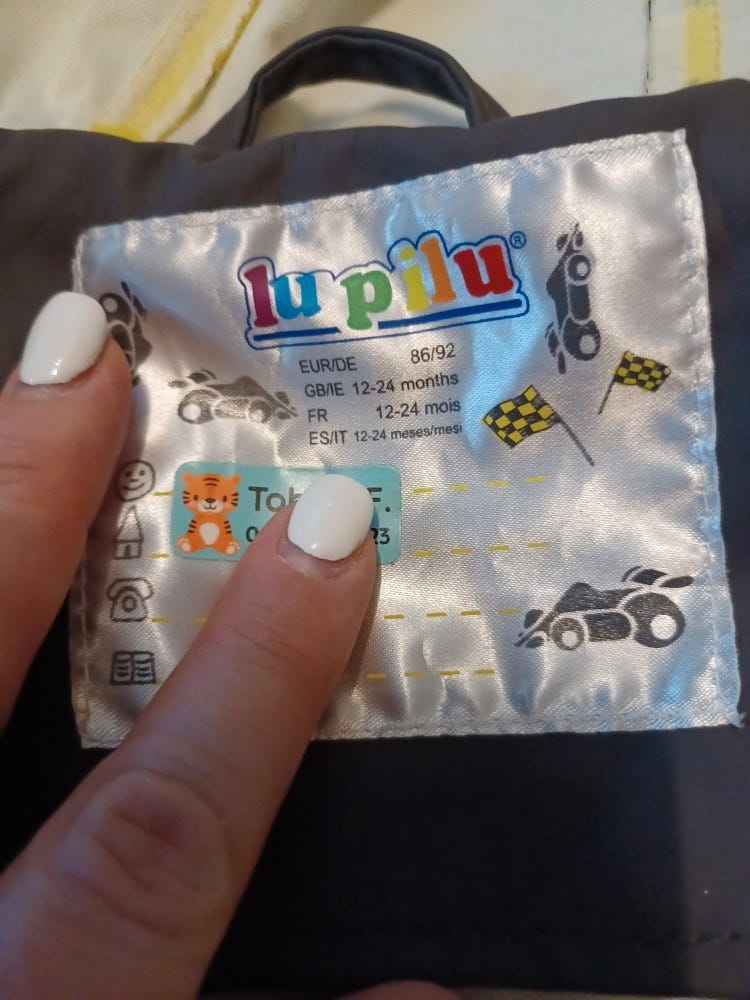 lupilu®
EUR/DE 86/92
GB/IE 12-24 months
FR 12-24 mois
ES/IT 12-24 meses/mesi
F.